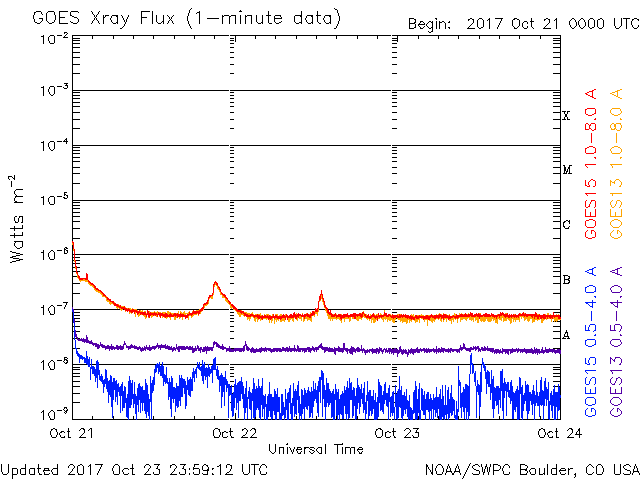 GOES Xray Flux (1-minute data)
Begin: 2017 Oct 21 0000 UTC
10-2
10-3
10-4
10-5
10-6
10-7
10-8
10-9
Watts m-2
X
M
C
B
A
GOES15 1.0-8.0 A
GOES13 1.0-8.0 A
GOES15 0.5-4.0 A
GOES13 0.5-4.0 A
Oct 21 Oct 22 Oct 23 Oct 24
Universal Time
Updated 2017 Oct 23 23:59:12 UTC
NOAA/SWPC Boulder, CO USA